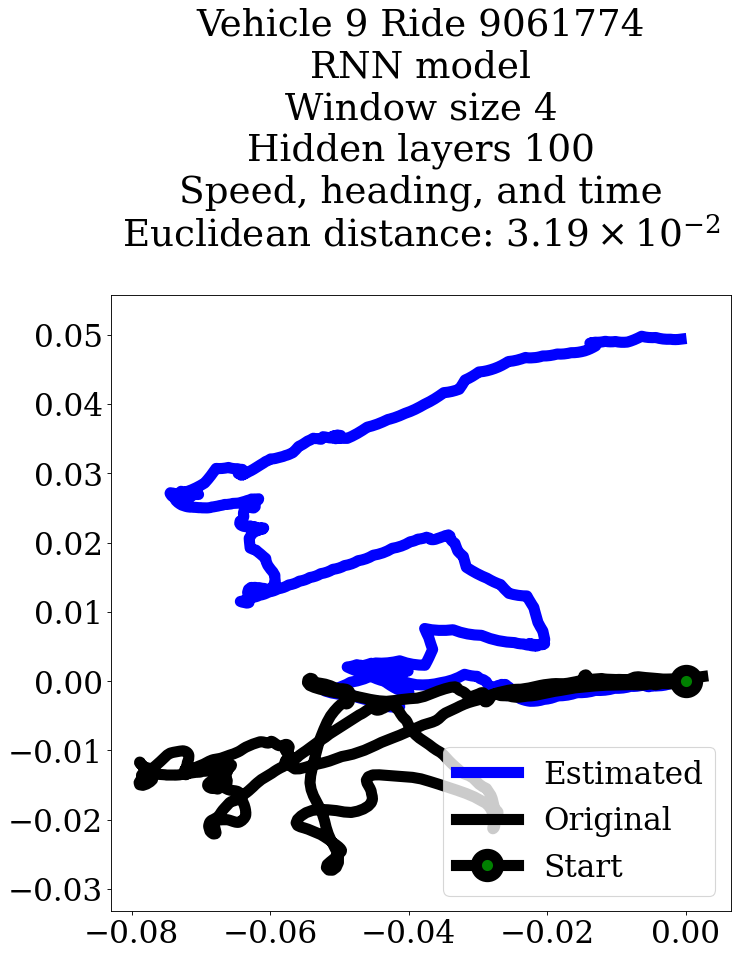 Vehicle 9 Ride 9061774
RNN model
Window size 4
Hidden layers 100
Speed, heading, and time
Euclidean distance: 3.19 × 10⁻²
0.05
0.04
0.03
0.02
0.01
0.00
−0.01
−0.02
−0.03
Estimated
Original
Start
−0.08 −0.06 −0.04 −0.02 0.00